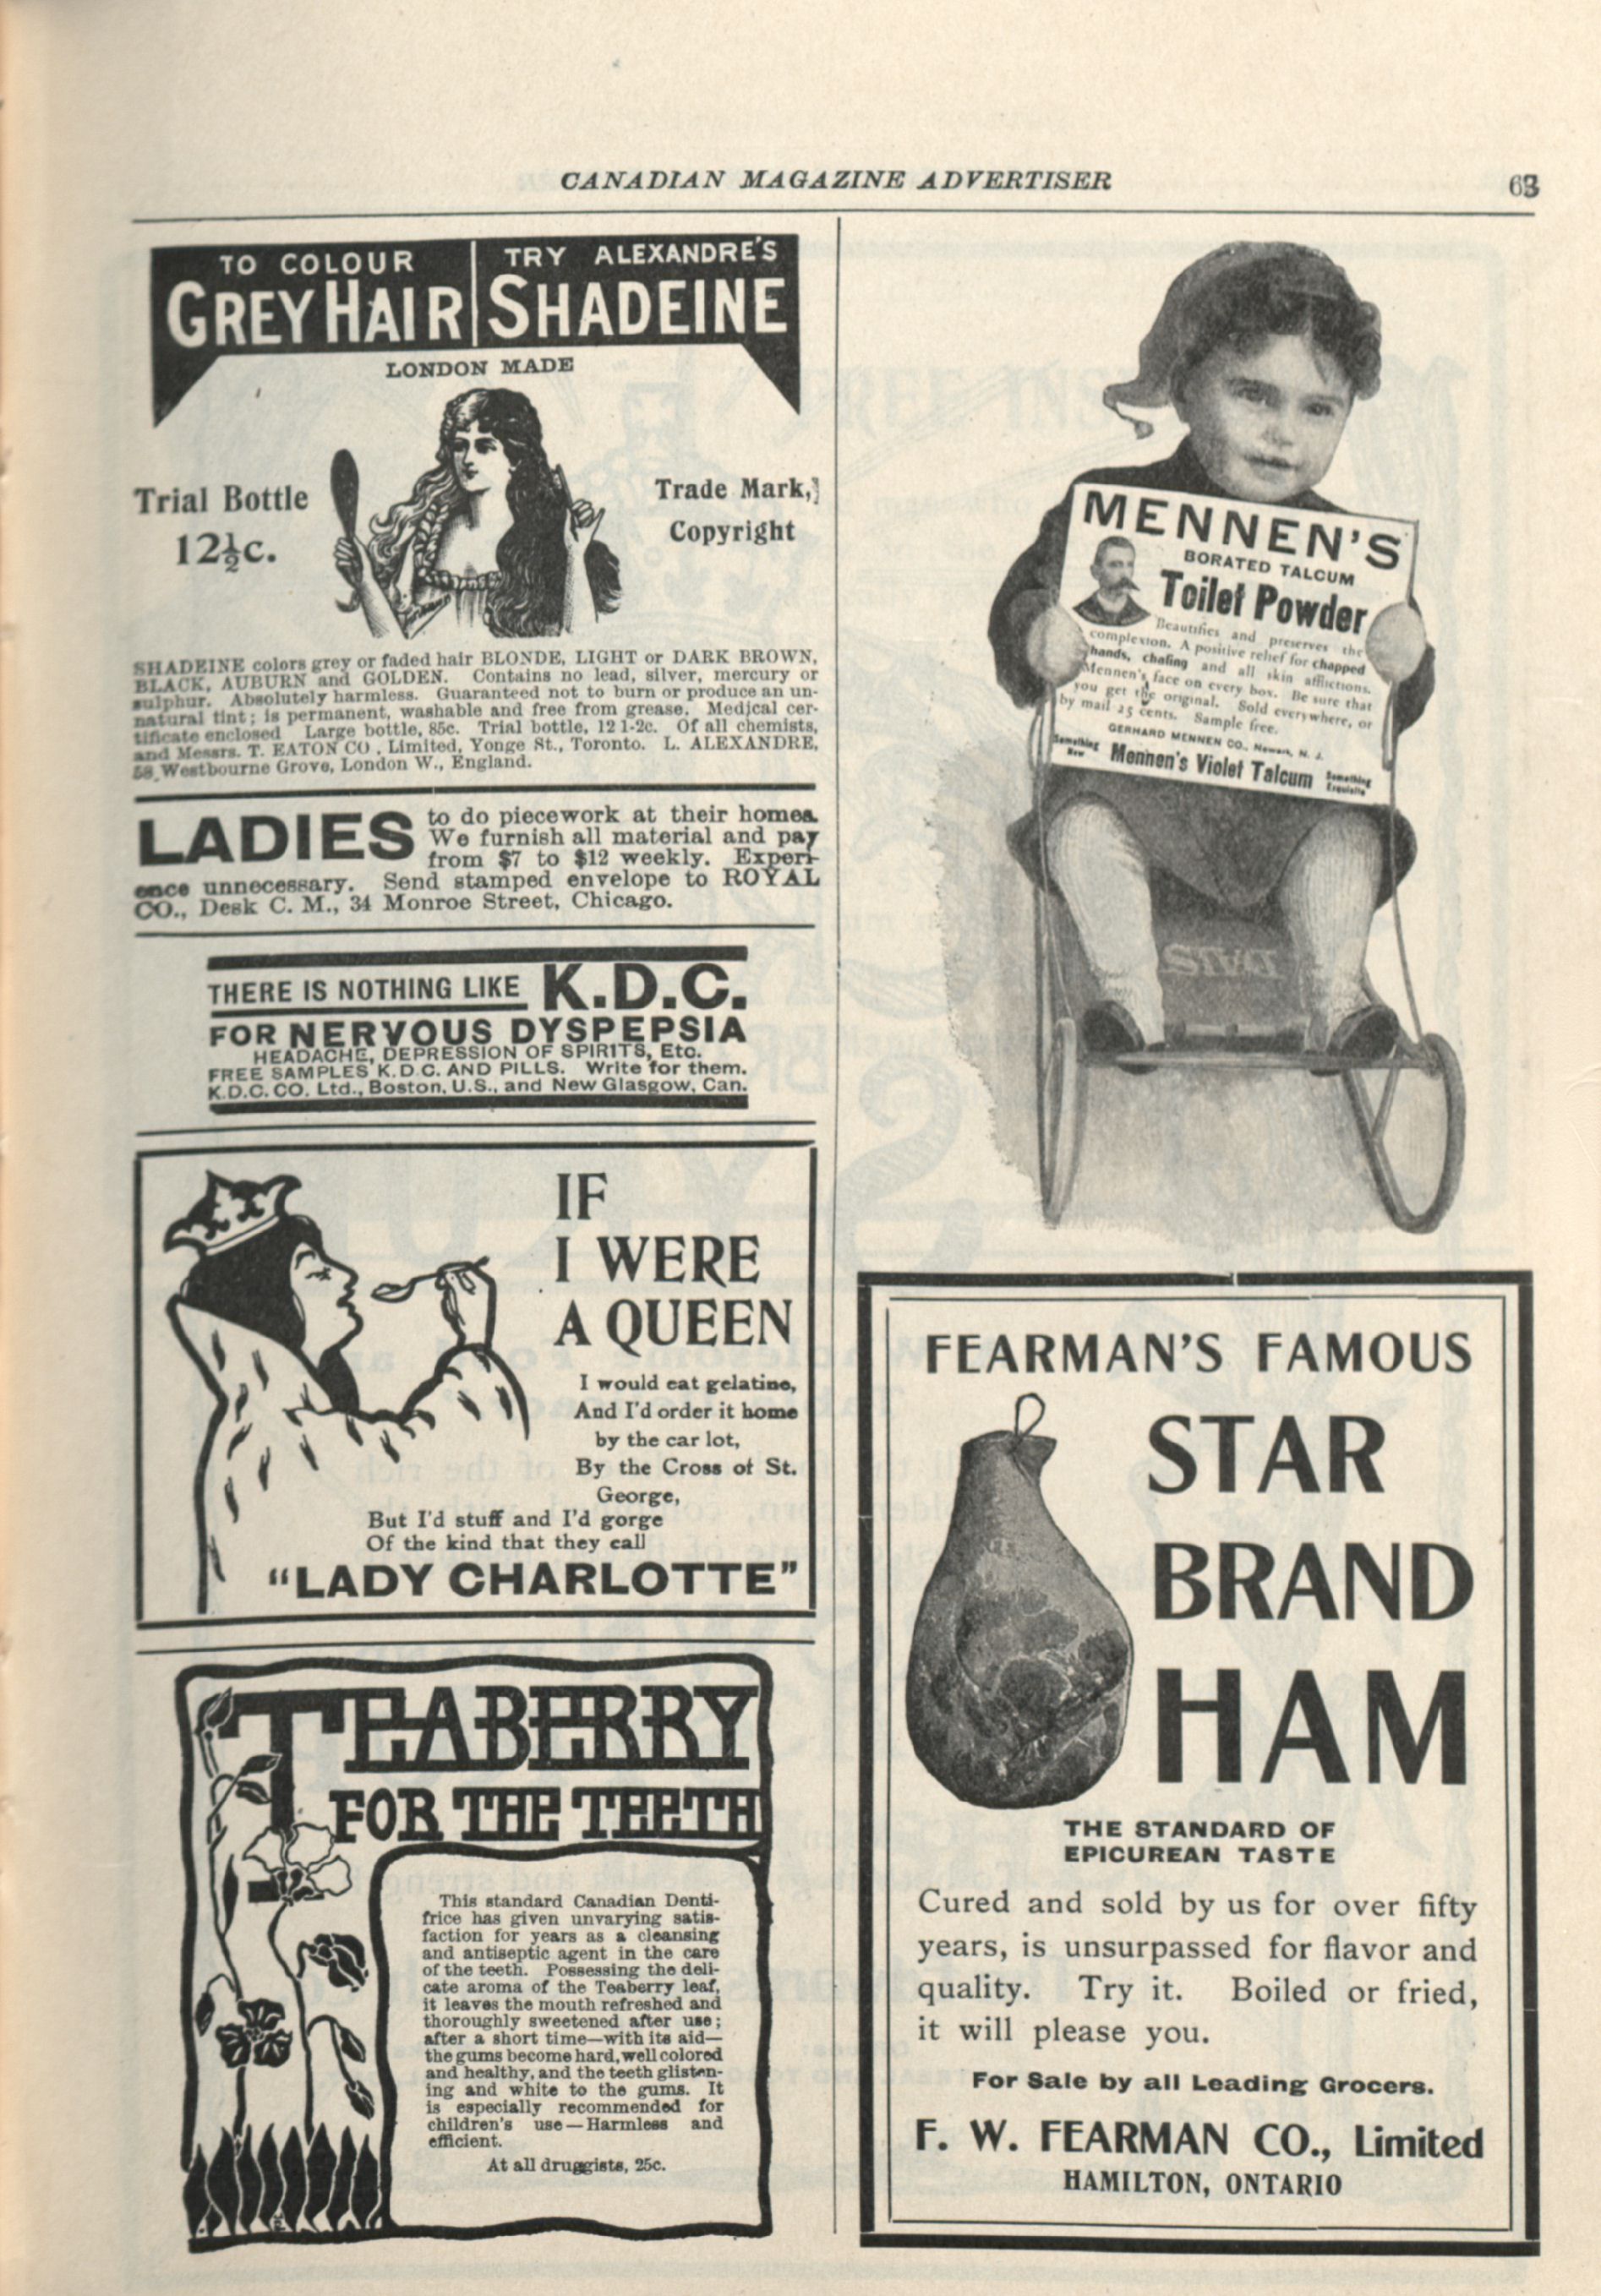 CANADIAN MAGAZINE ADVERTISER
63
TO COLOUR
GREY HAIR
TRY ALEXANDRE'S
SHADEINE
LONDON MADE
Trial Bottle
12½c.
Trade Mark,
Copyright
SHADEINE colors grey or faded hair BLONDE, LIGHT or DARK BROWN,
BLACK, AUBURN and GOLDEN. Contains no lead, silver, mercury or
sulphur. Absolutely harmless. Guaranteed not to burn or produce an un-
natural tint; is permanent, washable and free from grease. Medical cer-
tificate enclosed Large bottle, 85c. Trial bottle, 12 1-2c. Of all chemists,
and Messrs. T. EATON CO., Limited, Yonge St., Toronto. L. ALEXANDRE,
58, Westbourne Grove, London W., England.
LADIES
to do piecework at their homes.
We furnish all material and pay
from $7 to $12 weekly. Experi-
ence unnecessary. Send stamped envelope to ROYAL
CO., Desk C. M., 34 Monroe Street, Chicago.
THERE IS NOTHING LIKE K.D.C.
FOR NERVOUS DYSPEPSIA
HEADACHE, DEPRESSION OF SPIRITS, Etc.
FREE SAMPLES K.D.C. AND PILLS. Write for them.
K.D.C. CO. Ltd., Boston, U.S., and New Glasgow, Can.
IF
I WERE
A QUEEN
I would eat gelatine,
And I'd order it home
by the car lot,
By the Cross of St.
George,
But I'd stuff and I'd gorge
Of the kind that they call
"LADY CHARLOTTE"
TEABERRY
FOR THE TEETH
This standard Canadian Denti-
frice has given unvarying satis-
faction for years as a cleansing
and antiseptic agent in the care
of the teeth. Possessing the deli-
cate aroma of the Teaberry leaf,
it leaves the mouth refreshed and
thoroughly sweetened after use;
after a short time—with its aid—
the gums become hard, well colored
and healthy, and the teeth glisten-
ing and white to the gums. It
is especially recommended for
children's use—Harmless and
efficient.
At all druggists, 25c.
MENNEN'S
BORATED TALCUM
Toilet Powder
Beautifies and preserves the
complexion. A positive relief for chapped
hands, chafing and all skin afflictions.
Mennen's face on every box. Be sure that
you get the original. Sold everywhere, or
by mail 25 cents. Sample free.
GERHARD MENNEN CO., Newark, N. J.
Something New
Mennen's Violet Talcum
Something Exquisite
FEARMAN'S FAMOUS
STAR
BRAND
HAM
THE STANDARD OF
EPICUREAN TASTE
Cured and sold by us for over fifty
years, is unsurpassed for flavor and
quality. Try it. Boiled or fried,
it will please you.
For Sale by all Leading Grocers.
F. W. FEARMAN CO., Limited
HAMILTON, ONTARIO